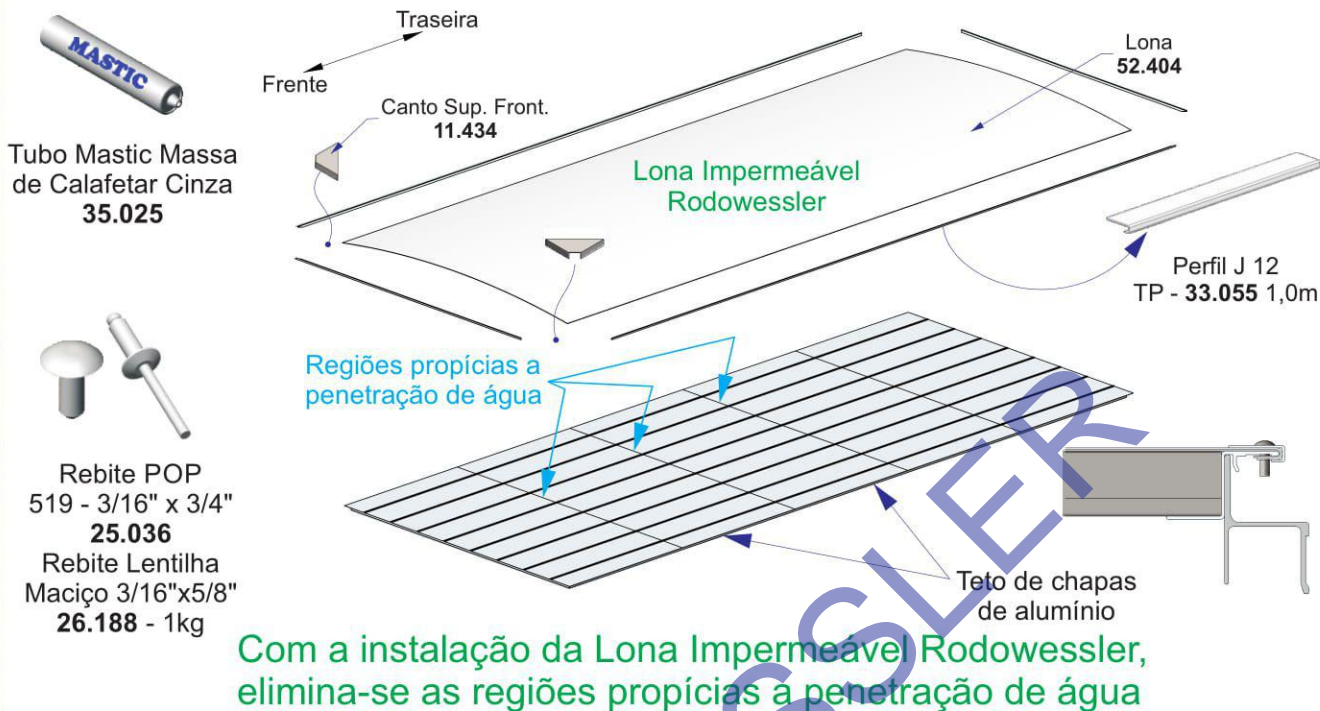 MASTIC
Tubo Mastic Massa
de Calafetar Cinza
35.025
Traseira
Frente
Canto Sup. Front.
11.434
Lona
52.404
Lona Impermeável
Rodowessler
Perfil J 12
TP - 33.055 1,0m
Regiões propícias a
penetração de água
Rebite POP
519 - 3/16" x 3/4"
25.036
Rebite Lentilha
Maciço 3/16"x5/8"
26.188 - 1kg
Teto de chapas
de alumínio
SSLER
Com a instalação da Lona Impermeável Rodowessler,
elimina-se as regiões propícias a penetração de água